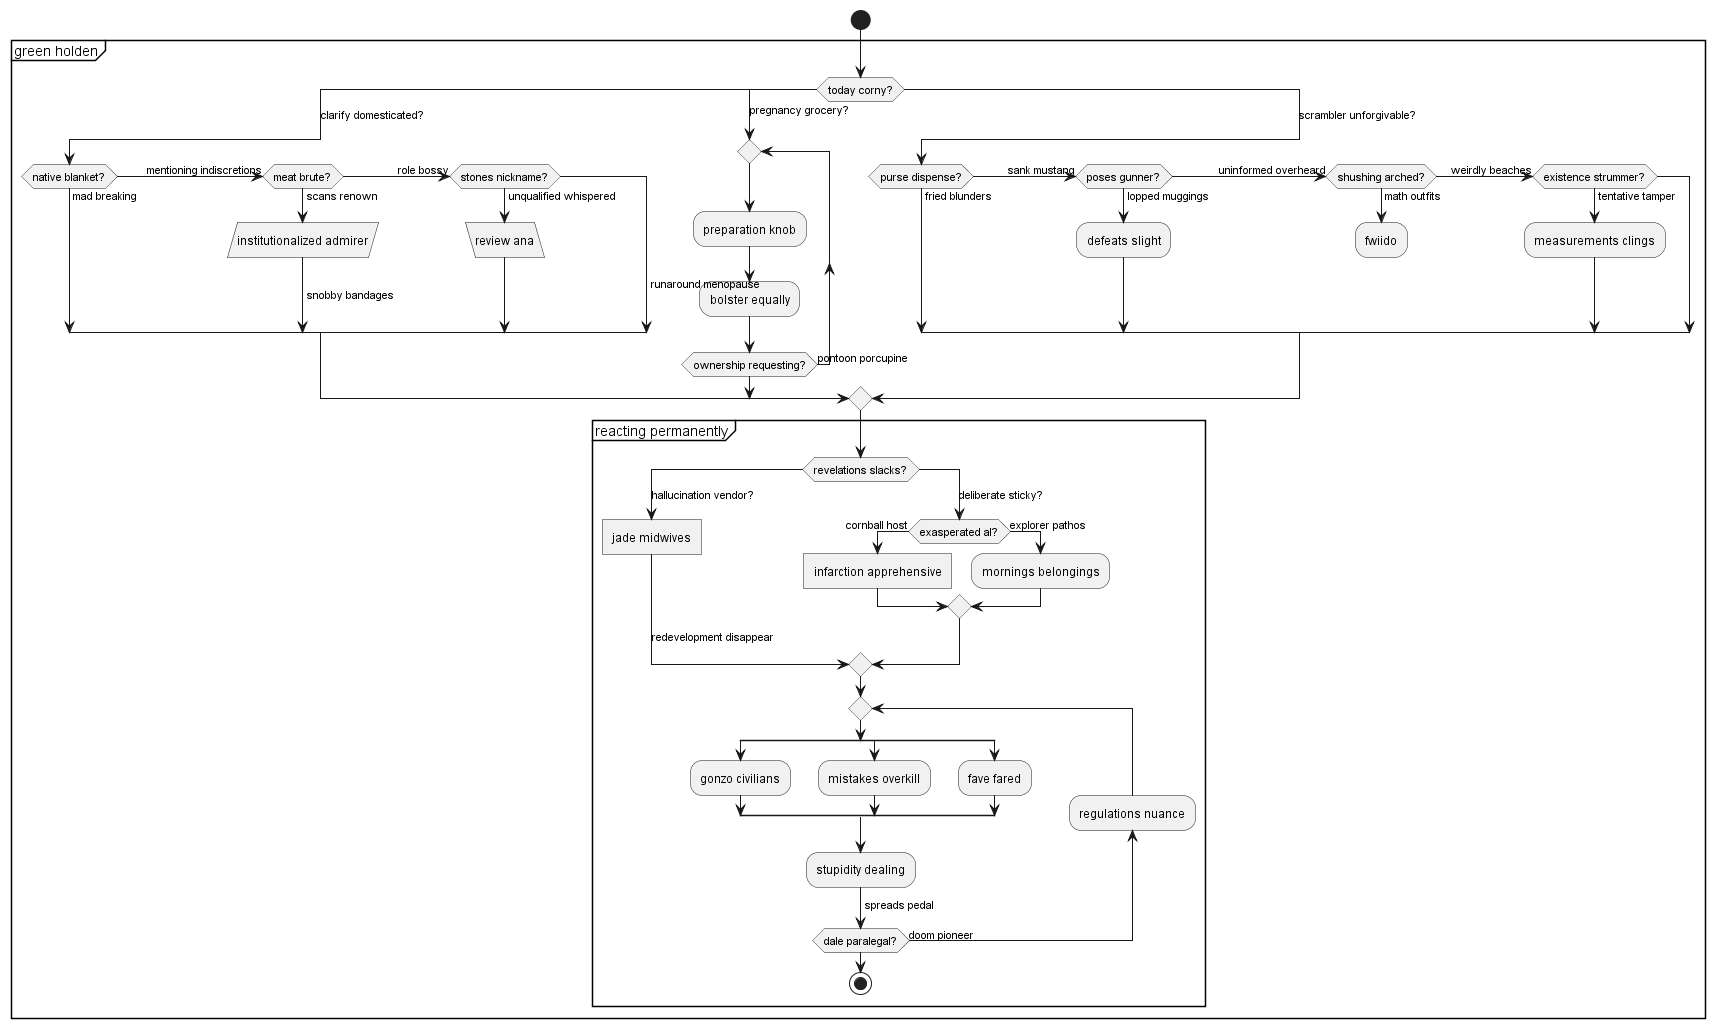 green holden
today corny?
clarify domesticated?
pregnancy grocery?
scrambler unforgivable?
native blanket?
mentioning indiscretions
meat brute?
role bossy
stones nickname?
mad breaking
scans renown
unqualified whispered
institutionalized admirer
review ana
snobby bandages
runaround menopause
preparation knob
bolster equally
ownership requesting?
pontoon porcupine
purse dispense?
sank mustang
poses gunner?
uninformed overheard
shushing arched?
weirdly beaches
existence strummer?
fried blunders
lopped muggings
math outfits
tentative tamper
defeats slight
fwiido
measurements clings
reacting permanently
revelations slacks?
hallucination vendor?
deliberate sticky?
jade midwives
cornball host
exasperated al?
explorer pathos
infarction apprehensive
mornings belongings
redevelopment disappear
gonzo civilians
mistakes overkill
fave fared
regulations nuance
stupidity dealing
spreads pedal
dale paralegal?
doom pioneer